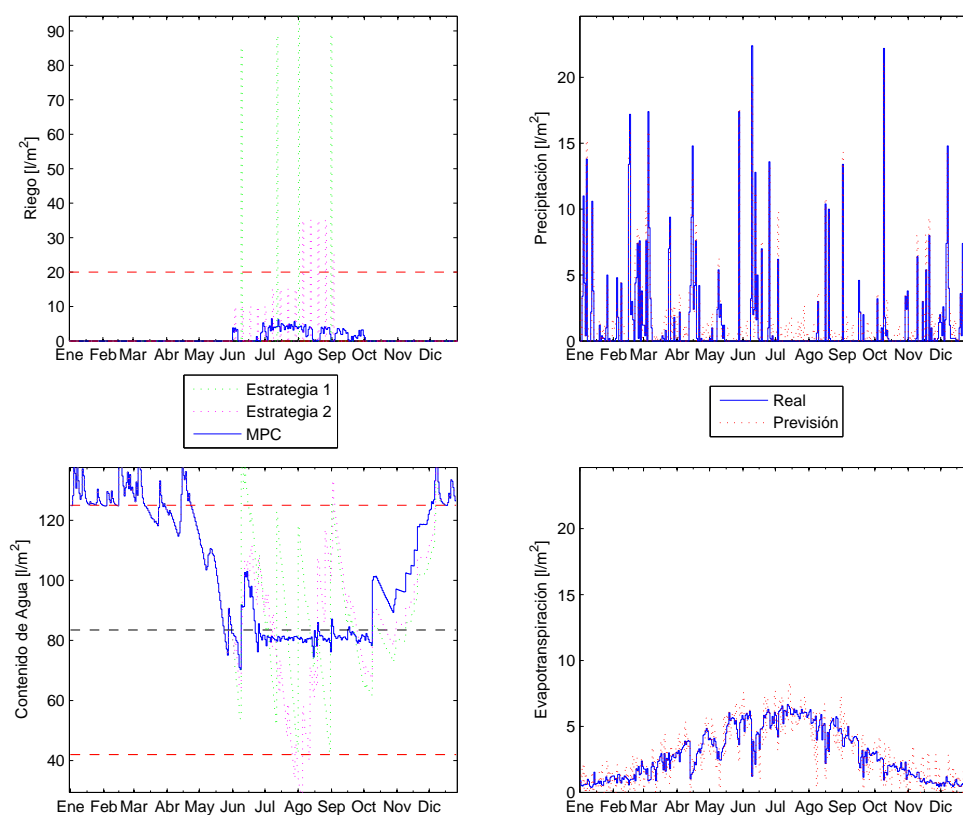 Riego [l/m²]
90
80
70
60
50
40
30
20
10
0
Ene Feb Mar Abr May Jun Jul Ago Sep Oct Nov Dic
Estrategia 1
Estrategia 2
MPC
Precipitación [l/m²]
20
15
10
5
0
Ene Feb Mar Abr May Jun Jul Ago Sep Oct Nov Dic
Real
Previsión
Contenido de Agua [l/m²]
120
100
80
60
40
Ene Feb Mar Abr May Jun Jul Ago Sep Oct Nov Dic
Evapotranspiración [l/m²]
20
15
10
5
0
Ene Feb Mar Abr May Jun Jul Ago Sep Oct Nov Dic